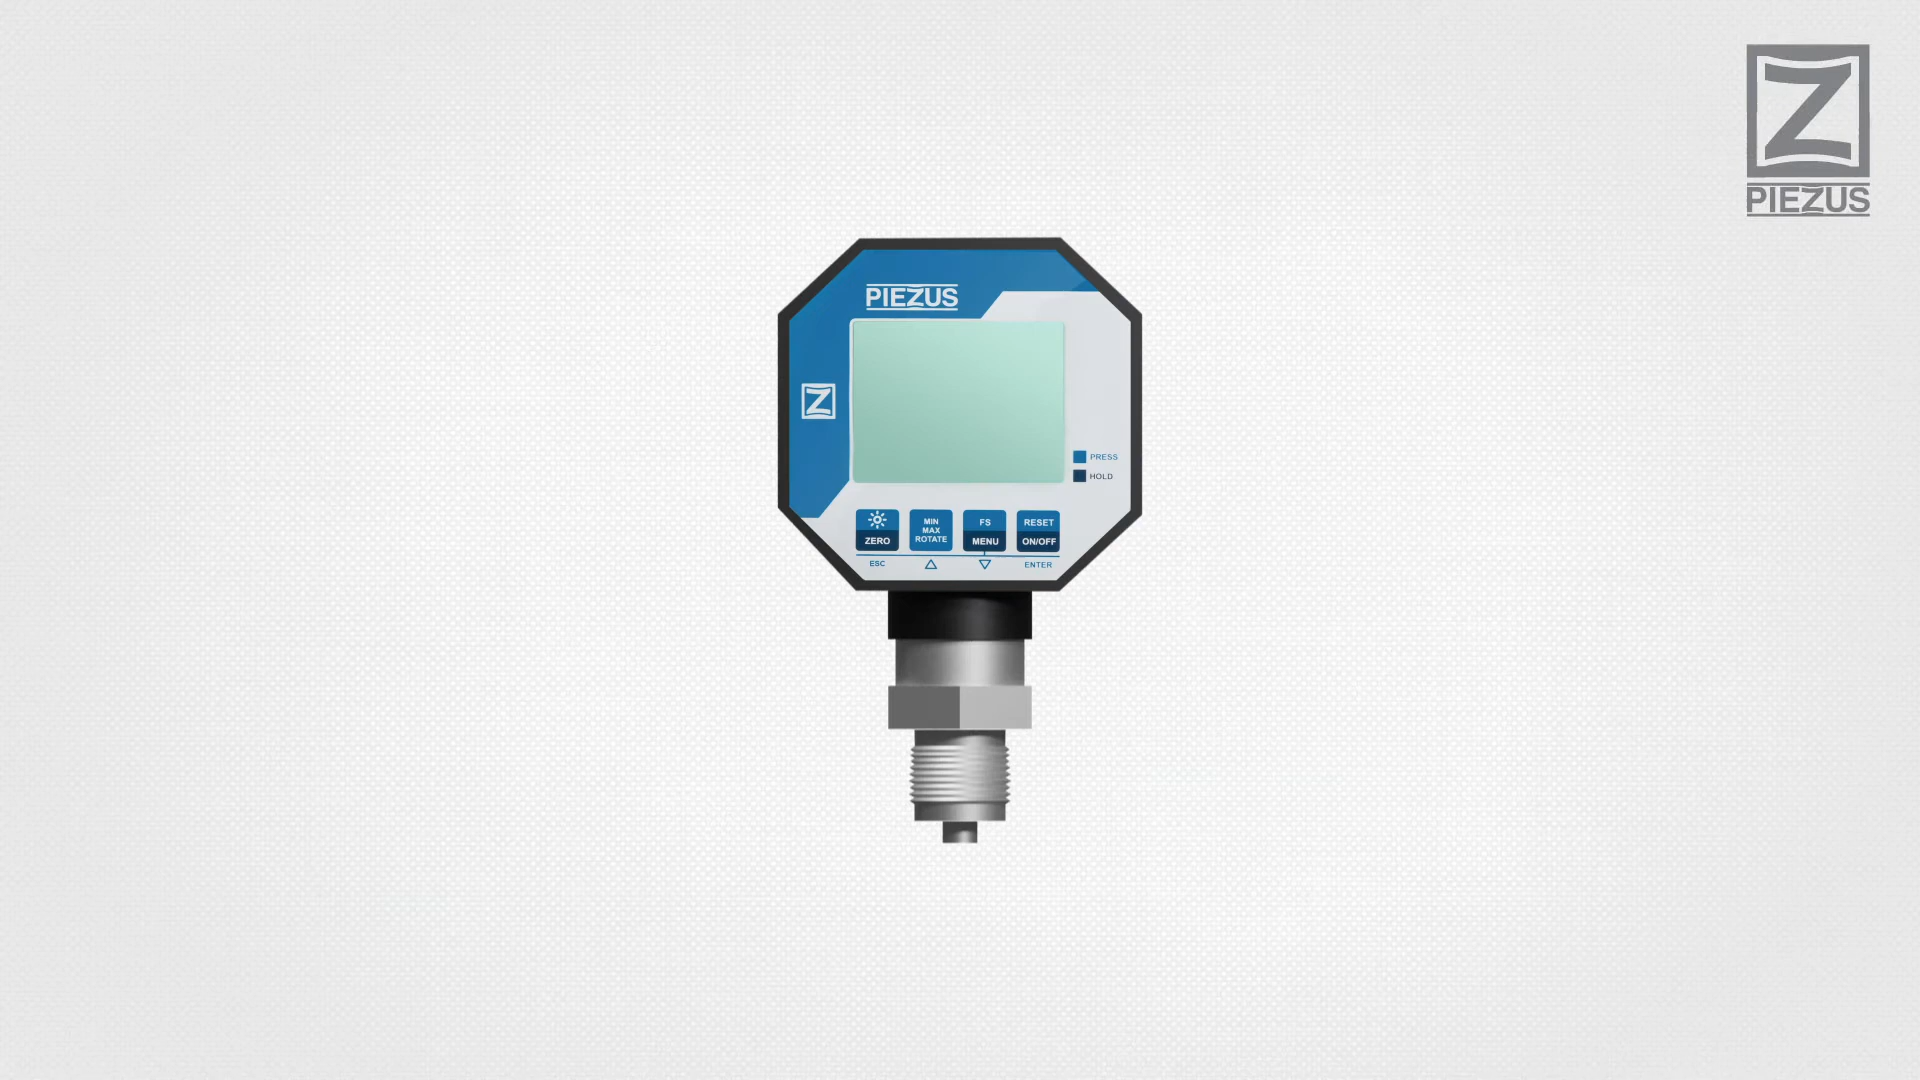 Z
PIEZUS
PIEZUS
Z
PRESS
HOLD
ZERO
MIN
MAX
ROTATE
FS
MENU
RESET
ON/OFF
ESC
ENTER